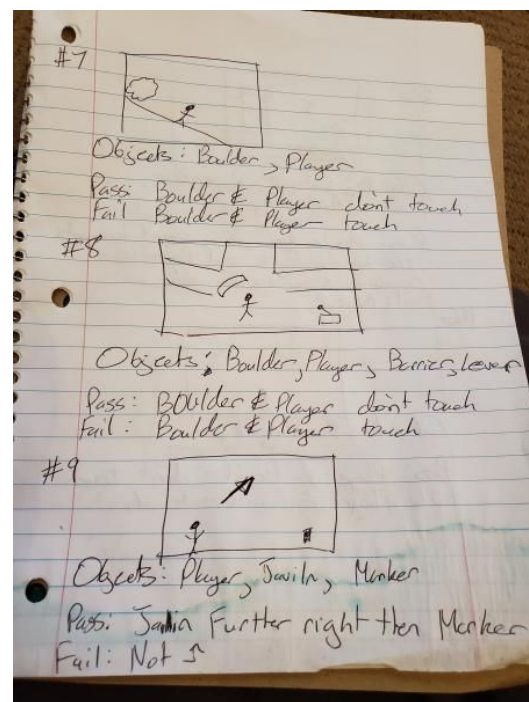 #7
Objects: Boulder, Player
Pass: Boulder & Player don't touch
Fail Boulder & Player touch
#8
Objects: Boulder, Player, Barrier, Lever
Pass: BOulder & Player don't touch
Fail: Boulder & Player touch
#9
Objects: Player, Javiln, Marker
Pass: Further right then Marker
Fail: Not